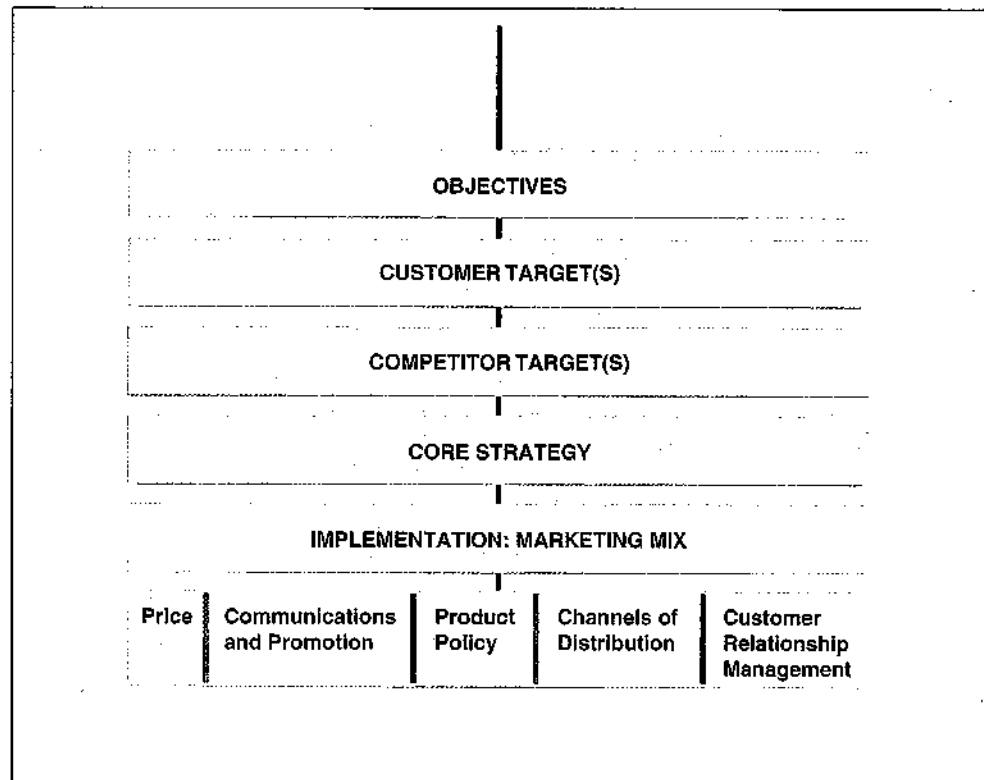 OBJECTIVES
CUSTOMER TARGET(S)
COMPETITOR TARGET(S)
CORE STRATEGY
IMPLEMENTATION: MARKETING MIX
Price
Communications
and Promotion
Product
Policy
Channels of
Distribution
Customer
Relationship
Management